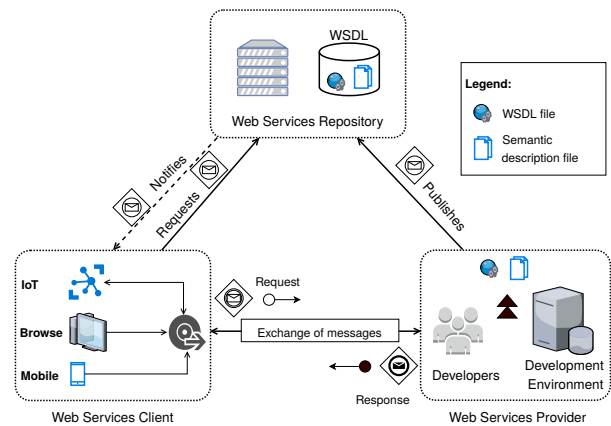 WSDL
Web Services Repository
Legend:
WSDL file
Semantic
description file
Notifies
Requests
Publishes
IoT
Browse
Mobile
Request
Exchange of messages
Response
Developers
Development
Environment
Web Services Client
Web Services Provider